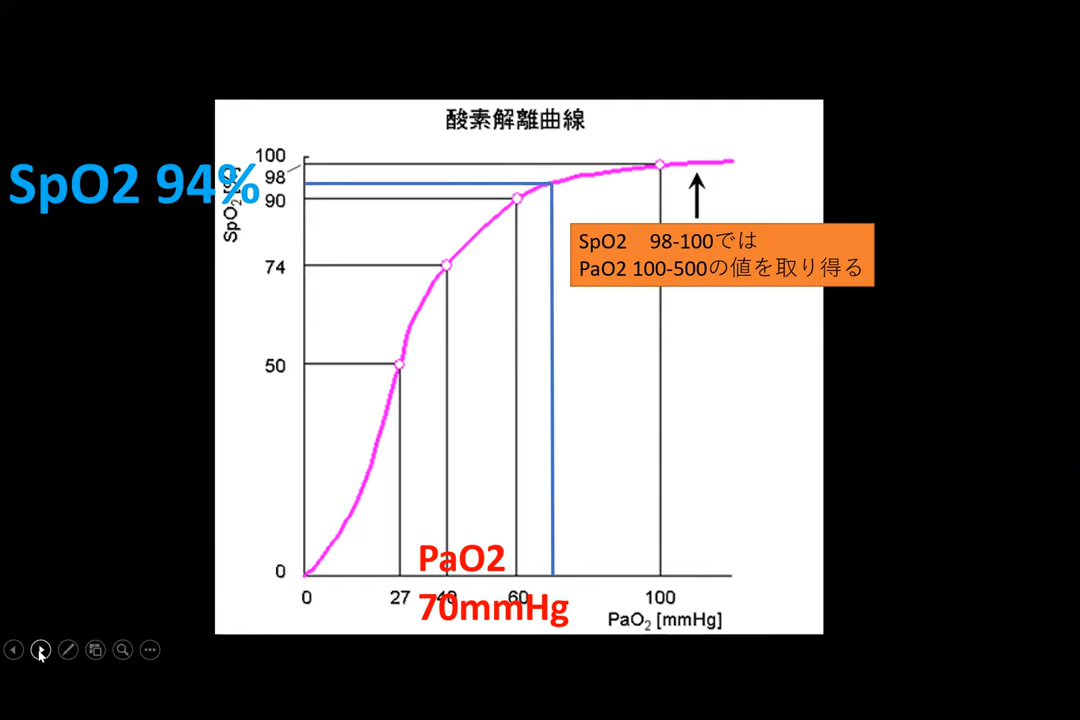 酸素解離曲線
SpO2 94%
100
98
90
74
50
0
SpO2 98-100では
PaO2 100-500の値を取り得る
PaO2
70mmHg
0
27
60
100
PaO2 [mmHg]